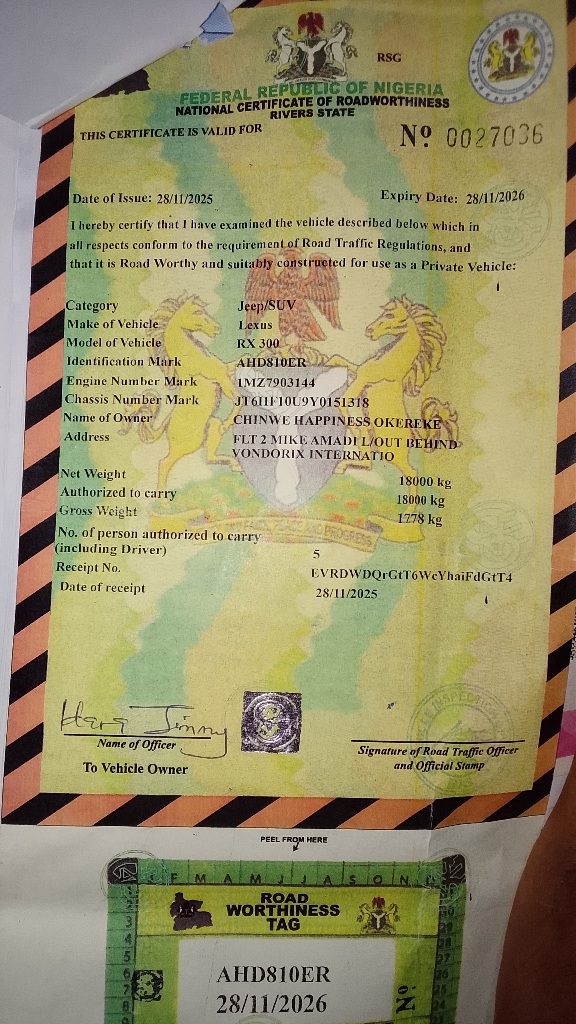 RSG
FEDERAL REPUBLIC OF NIGERIA
NATIONAL CERTIFICATE OF ROADWORTHINESS
RIVERS STATE
THIS CERTIFICATE IS VALID FOR
Nº 0027036
Date of Issue: 28/11/2025 Expiry Date: 28/11/2026
I hereby certify that I have examined the vehicle described below which in
all respects conform to the requirement of Road Traffic Regulations, and
that it is Road Worthy and suitably constructed for use as a Private Vehicle:
Category Jeep/SUV
Make of Vehicle Lexus
Model of Vehicle RX 300
Identification Mark AHD810ER
Engine Number Mark 1MZ7903144
Chassis Number Mark JT6HF10U9Y0151318
Name of Owner CHINWE HAPPINESS OKEREKE
Address FLT 2 MIKE AMADI L/OUT BEHIND
VONDORIX INTERNATIO
Net Weight 18000 kg
Authorized to carry 18000 kg
Gross Weight 1778 kg
No. of person authorized to carry
(including Driver) 5
Receipt No. EVRDWDQrGtT6WcYhaiFdGtT4
Date of receipt 28/11/2025
Name of Officer
To Vehicle Owner
Signature of Road Traffic Officer
and Official Stamp
PEEL FROM HERE
J F M A M J J A S O N
ROAD
WORTHINESS
TAG
AHD810ER
28/11/2026
Nº